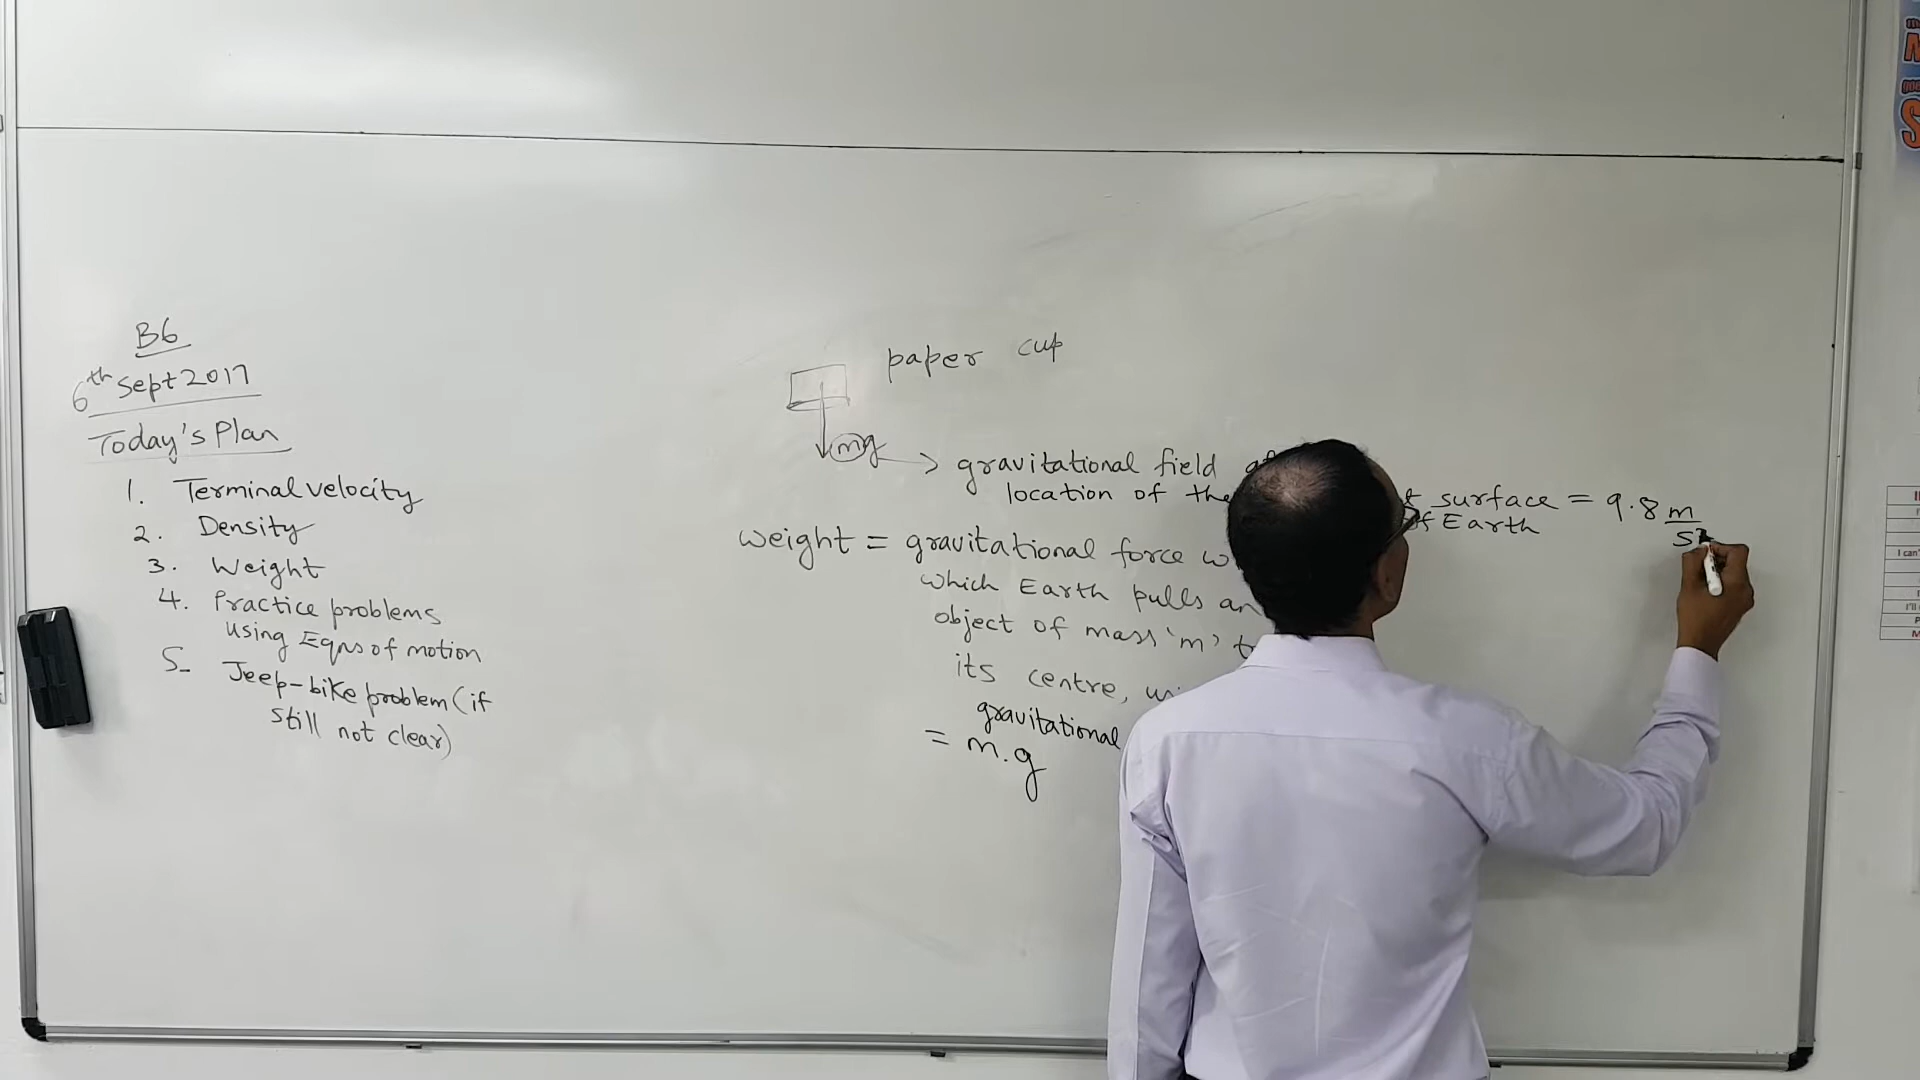 B6
6th Sept 2017
Today's Plan
1. Terminal velocity
2. Density
3. Weight
4. Practice problems
using Eqns of motion
5- Jeep-bike problem (if
still not clear)
paper cup
mg
gravitational field
location of the
surface = 9.8 m/s²
of Earth
weight = gravitational force
which Earth pulls an
object of mass 'm'
its centre,
gravitational
= m.g